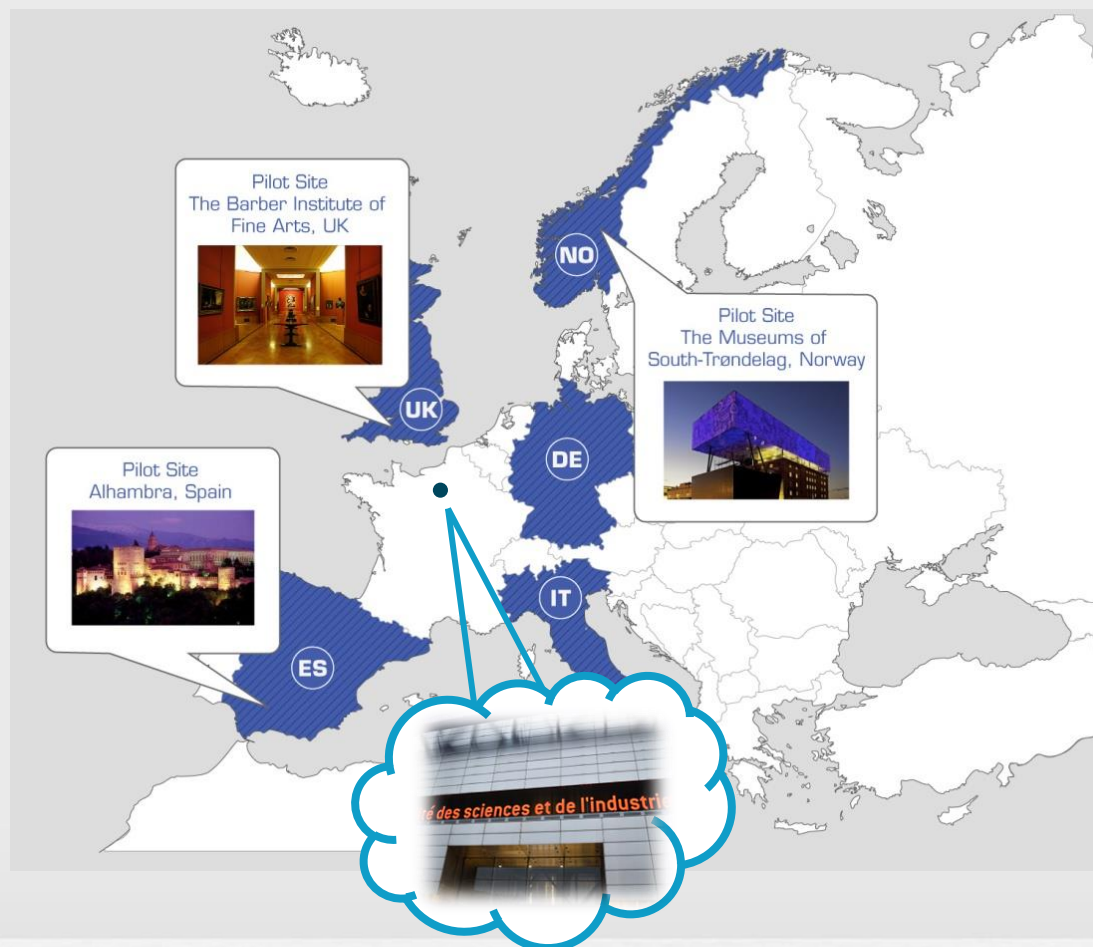 Pilot Site
The Barber Institute of
Fine Arts, UK
NO
Pilot Site
The Museums of
South-Trøndelag, Norway
UK
DE
Pilot Site
Alhambra, Spain
IT
ES
é des sciences et de l'industrie